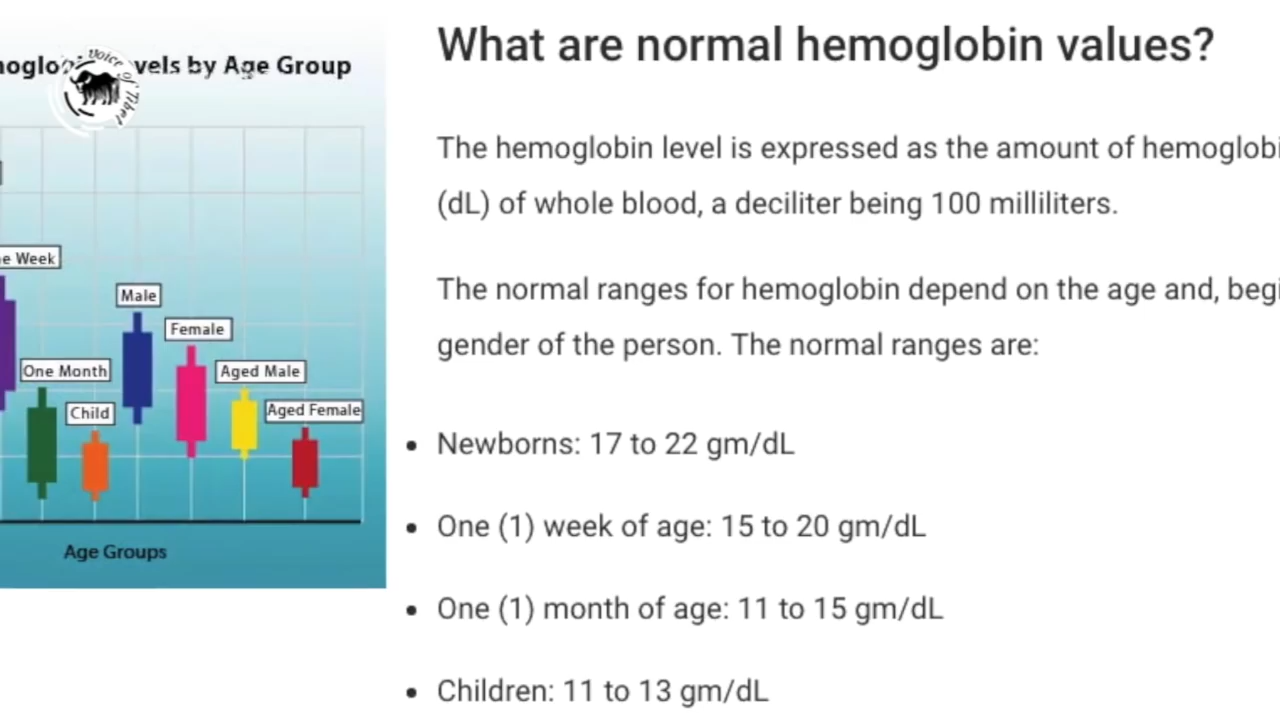 Voice of Tibet
vels by Age Group
e Week
Male
Female
One Month
Aged Male
Child
Aged Female
Age Groups
What are normal hemoglobin values?
The hemoglobin level is expressed as the amount of hemoglobi
(dL) of whole blood, a deciliter being 100 milliliters.
The normal ranges for hemoglobin depend on the age and, begi
gender of the person. The normal ranges are:
• Newborns: 17 to 22 gm/dL
• One (1) week of age: 15 to 20 gm/dL
• One (1) month of age: 11 to 15 gm/dL
• Children: 11 to 13 gm/dL